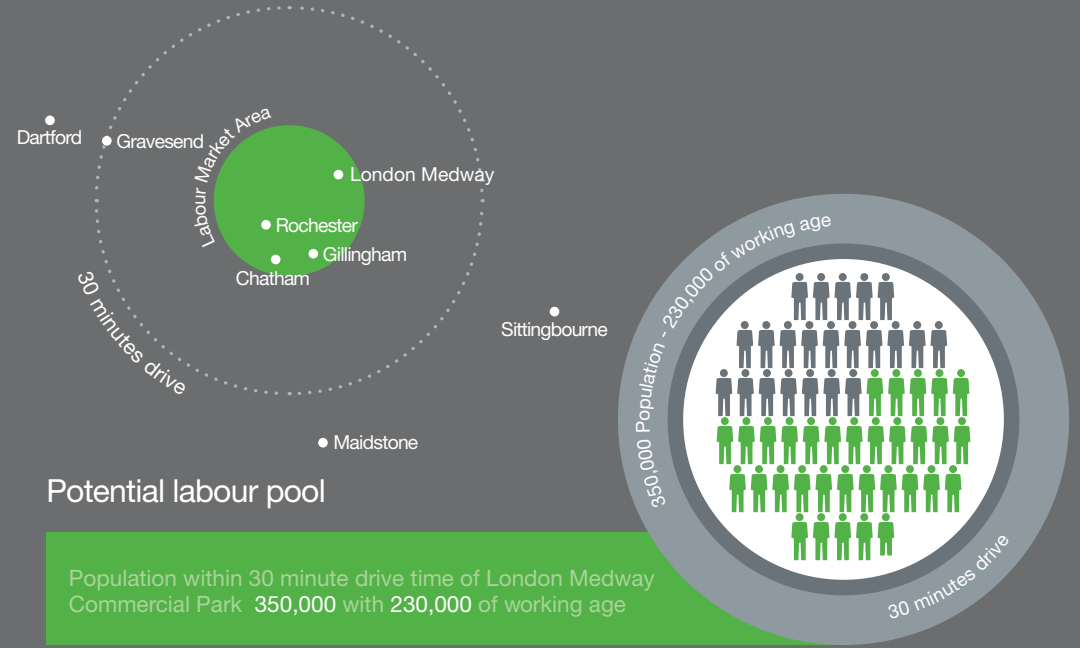 Dartford
Gravesend
Labour Market Area
London Medway
Rochester
Gillingham
Chatham
30 minutes drive
Sittingbourne
Maidstone
350,000 Population - 230,000 of working age
30 minutes drive
Potential labour pool
Population within 30 minute drive time of London Medway
Commercial Park 350,000 with 230,000 of working age